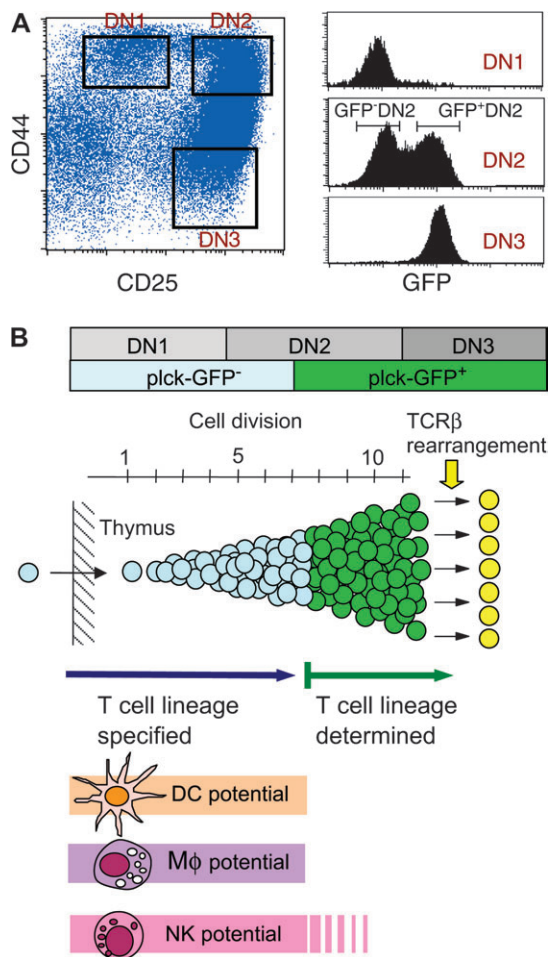 A
DN1
DN2
CD44
DN3
CD25
DN1
GFP⁻DN2
GFP⁺DN2
DN2
DN3
GFP
B
DN1
DN2
DN3
plck-GFP⁻
plck-GFP⁺
Cell division
TCRβ
rearrangement
1
5
10
Thymus
T cell lineage
specified
T cell lineage
determined
DC potential
Mϕ potential
NK potential